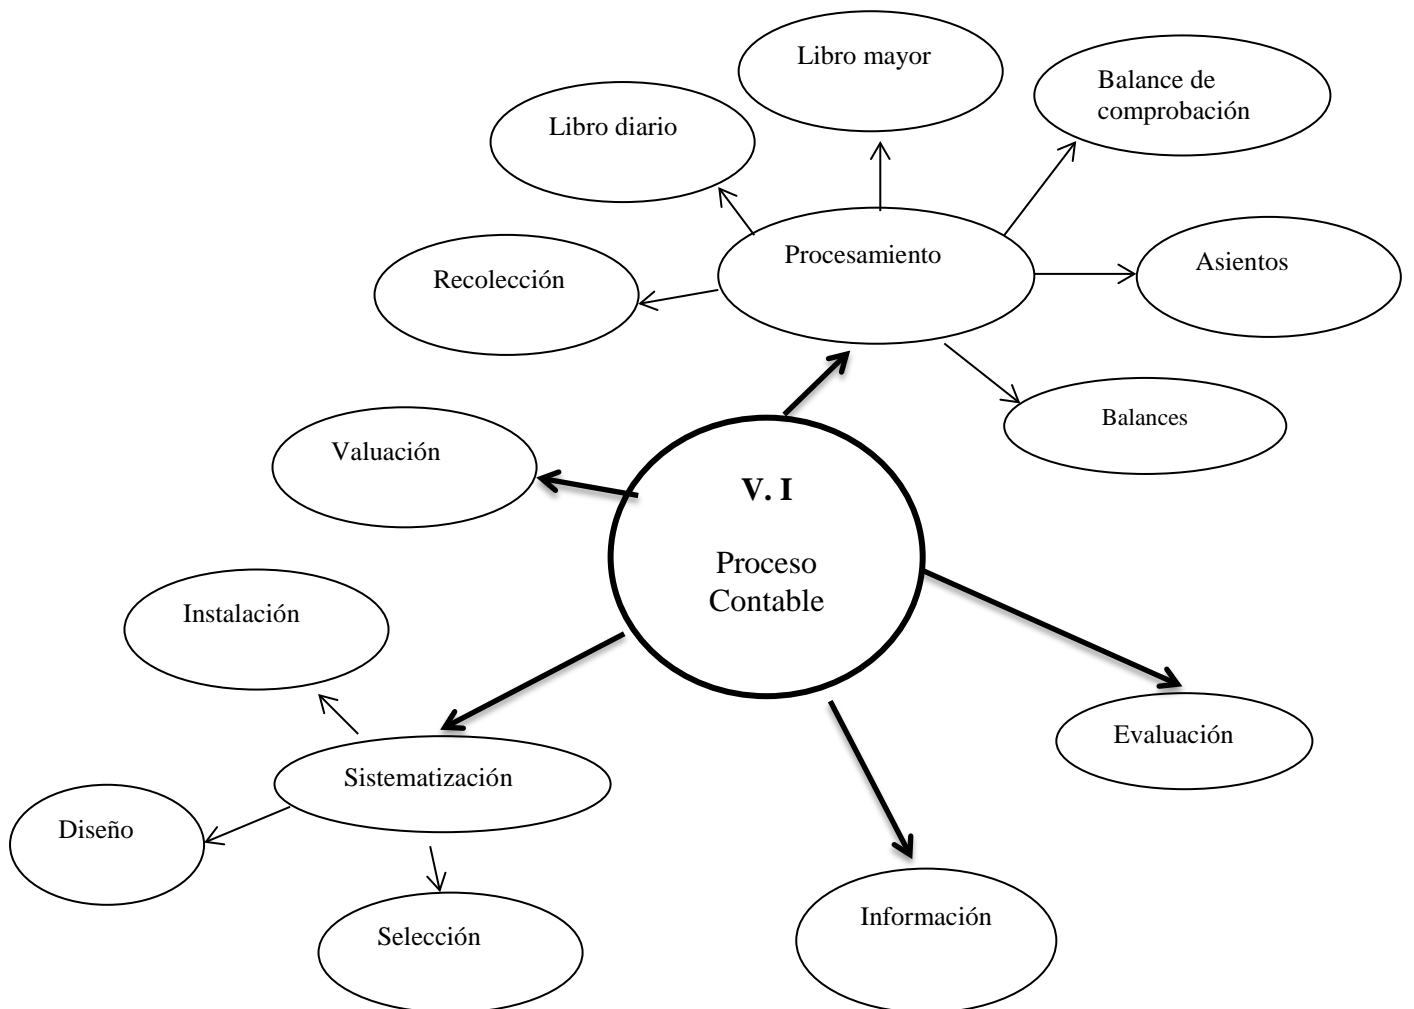 Libro mayor
Balance de
comprobación
Libro diario
Procesamiento
Asientos
Recolección
Balances
Valuación
V. I
Proceso
Contable
Instalación
Evaluación
Sistematización
Diseño
Información
Selección